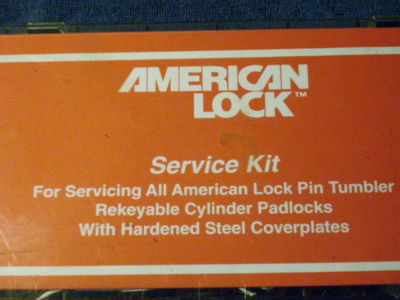 AMERICAN
LOCK™
Service Kit
For Servicing All American Lock Pin Tumbler
Rekeyable Cylinder Padlocks
With Hardened Steel Coverplates